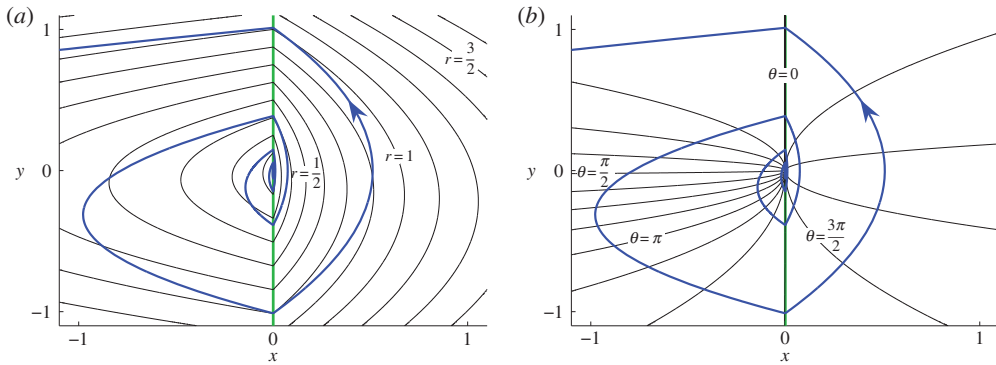 (a)
1
y 0
−1
−1 0 1
x
r = 3/2
r = 1
r = 1/2
(b)
1
y 0
−1
−1 0 1
x
θ = 0
θ = π/2
θ = π
θ = 3π/2